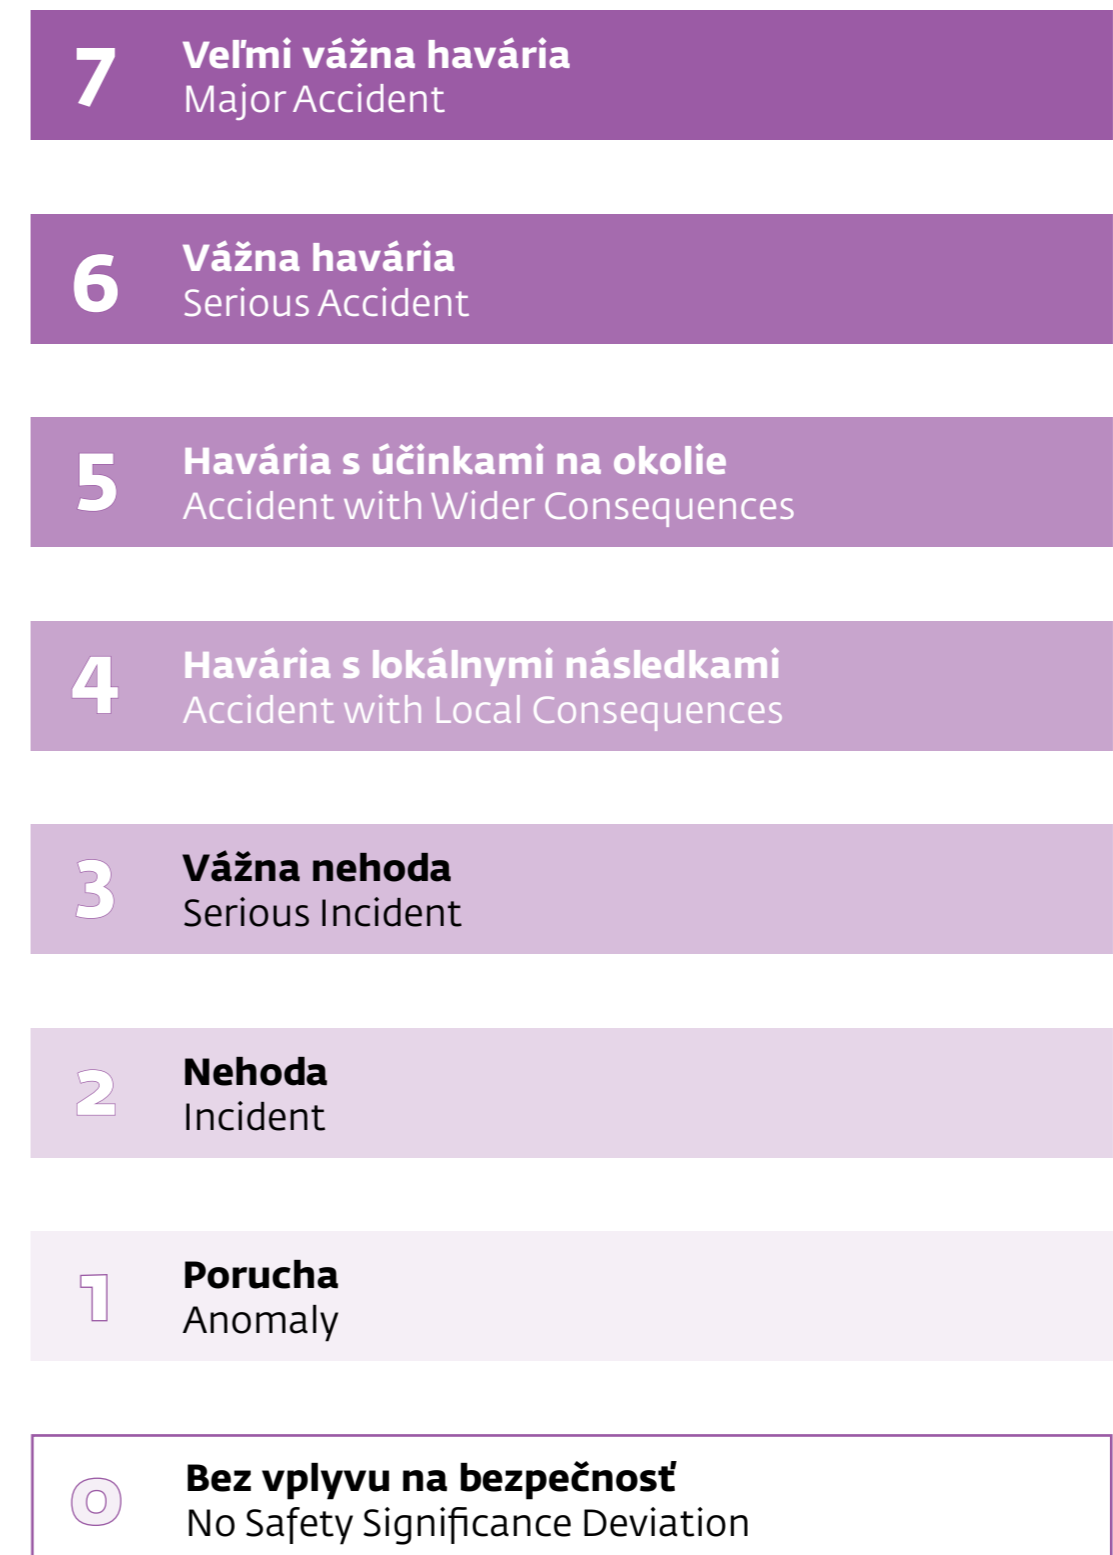 7
Veľmi vážna havária
Major Accident
6
Vážna havária
Serious Accident
5
Havária s účinkami na okolie
Accident with Wider Consequences
4
Havária s lokálnymi následkami
Accident with Local Consequences
3
Vážna nehoda
Serious Incident
2
Nehoda
Incident
1
Porucha
Anomaly
0
Bez vplyvu na bezpečnosť
No Safety Significance Deviation